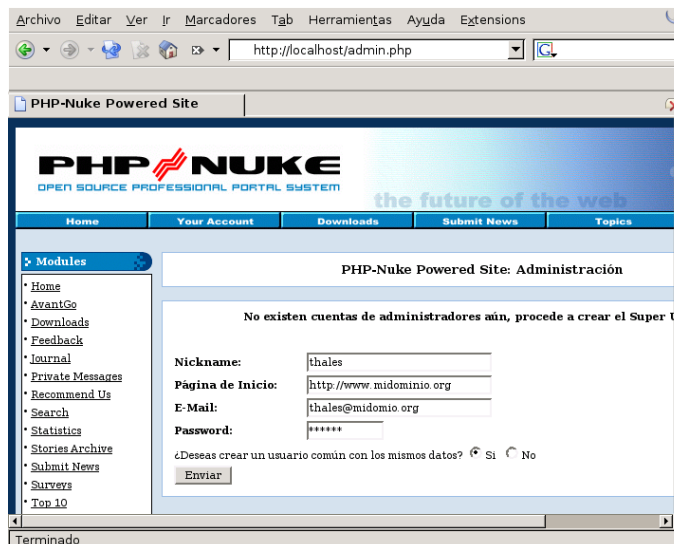 Archivo Editar Ver Ir Marcadores Tab Herramientas Ayuda Extensions
http://localhost/admin.php
G
PHP-Nuke Powered Site
PHP NUKE
OPEN SOURCE PROFESSIONAL PORTAL SYSTEM
the future of the web
Home Your Account Downloads Submit News Topics
Modules
· Home
· AvantGo
· Downloads
· Feedback
· Journal
· Private Messages
· Recommend Us
· Search
· Statistics
· Stories Archive
· Submit News
· Surveys
· Top 10
PHP-Nuke Powered Site: Administración
No existen cuentas de administradores aún, procede a crear el Super U
Nickname: thales
Página de Inicio: http://www.midominio.org
E-Mail: thales@midomio.org
Password: ******
¿Deseas crear un usuario común con los mismos datos? Si No
Enviar
Terminado